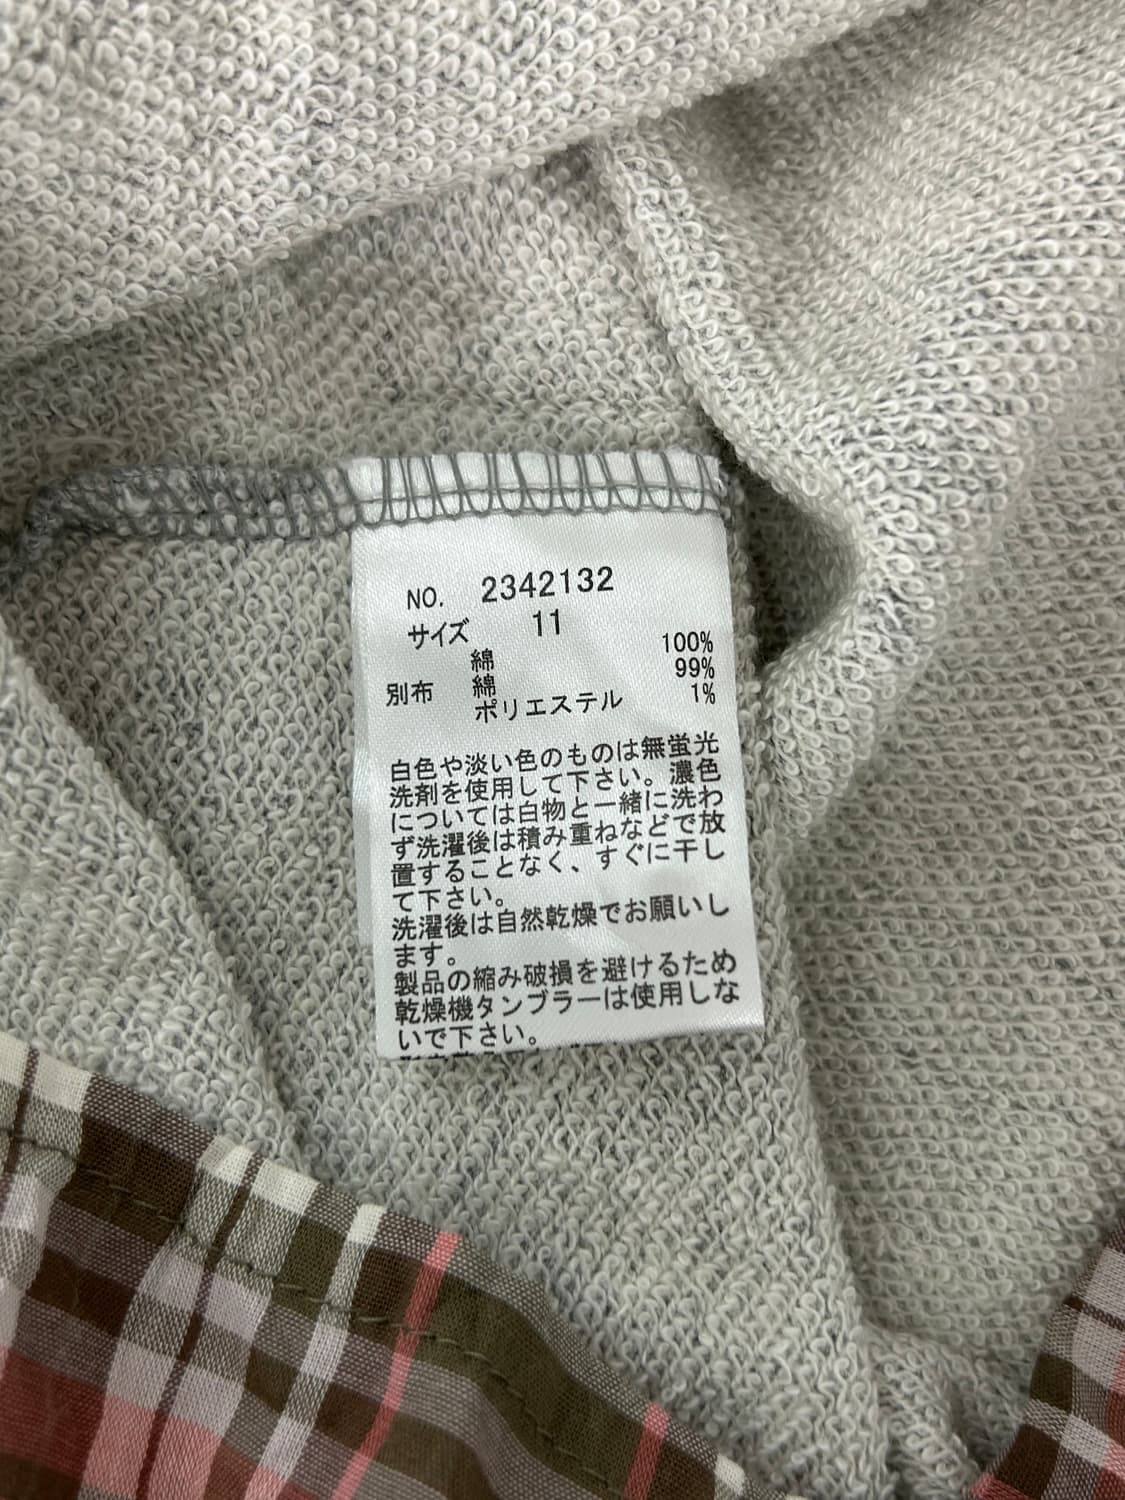 NO. 2342132
サイズ 11
綿 100%
別布 綿 99%
ポリエステル 1%
白色や淡い色のものは無蛍光
洗剤を使用して下さい。濃色
については白物と一緒に洗わ
ず洗濯後は積み重ねなどで放
置することなく、すぐに干し
て下さい。
洗濯後は自然乾燥でお願いし
ます。
製品の縮み破損を避けるため
乾燥機タンブラーは使用しな
いで下さい。